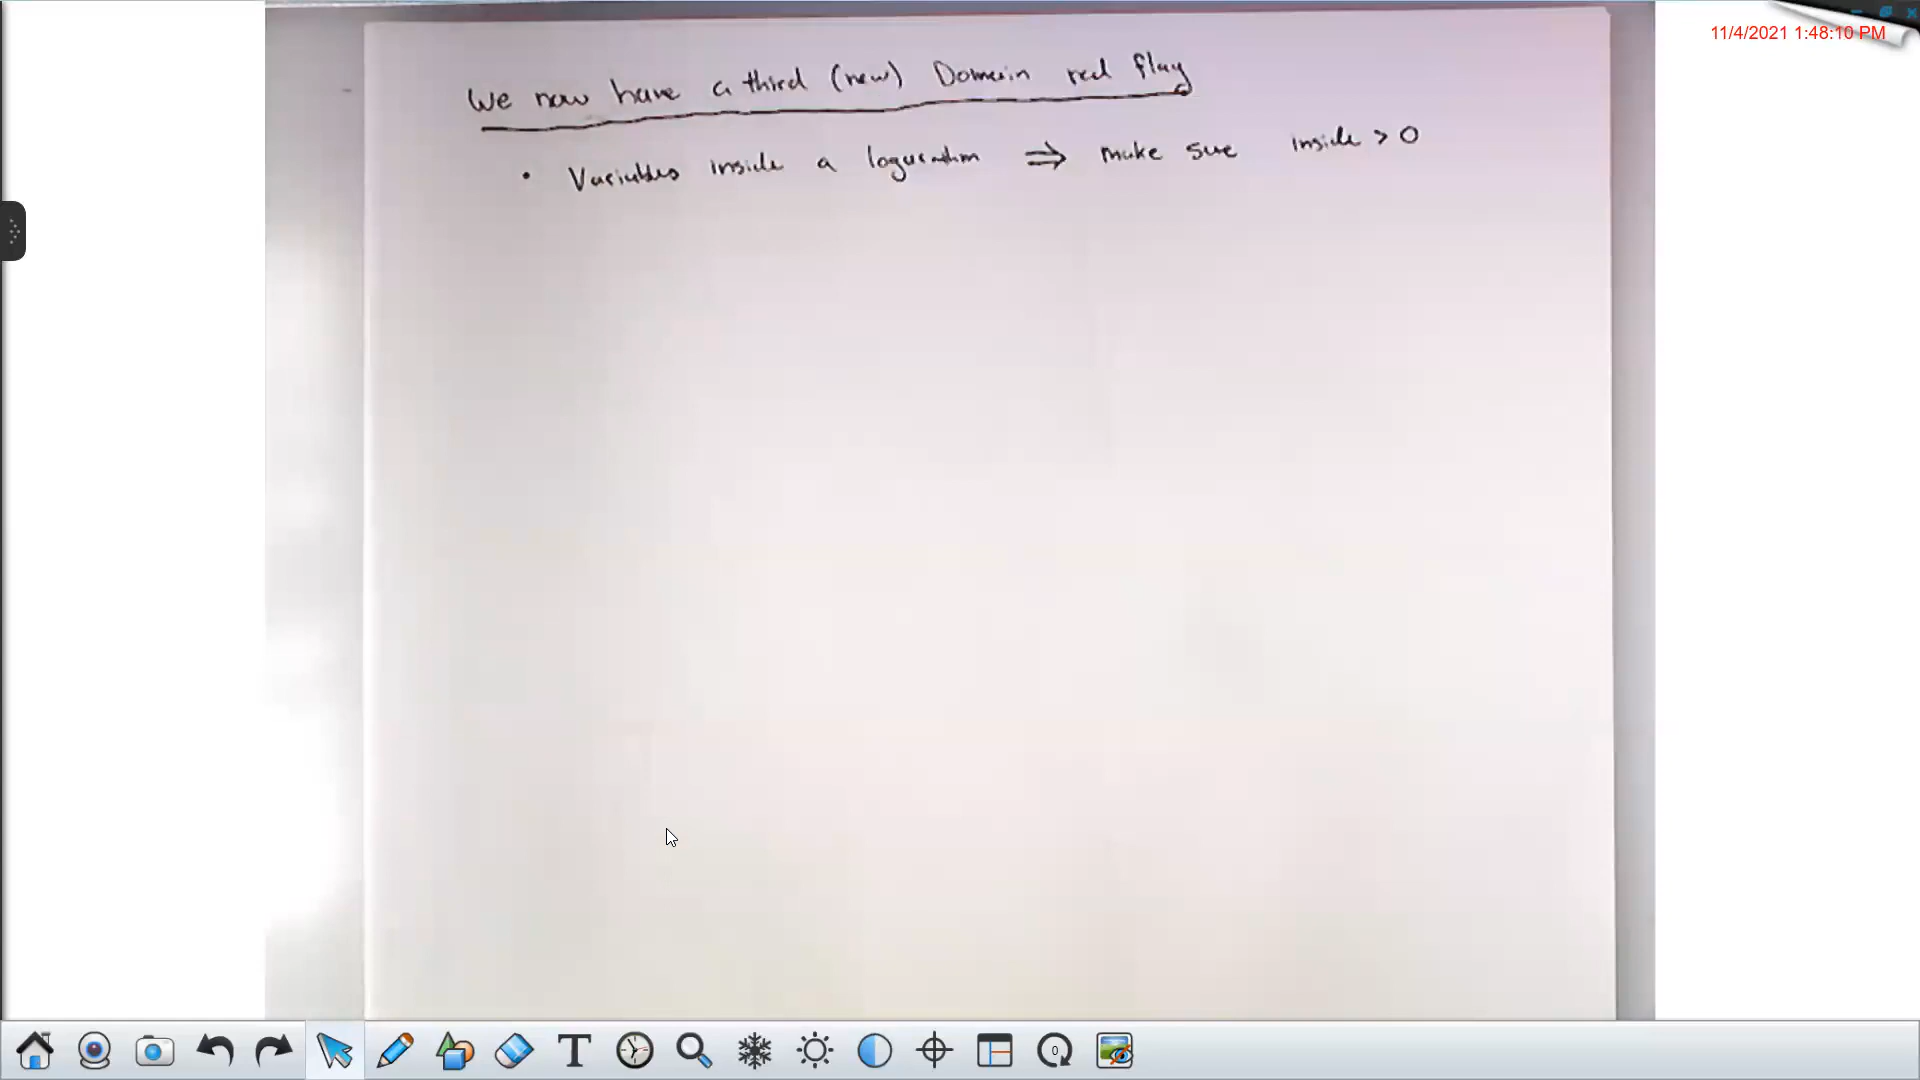 11/4/2021 1:48:10 PM
We now have a third (new) Domain red flag
• Variables inside a logarithm ⇒ make sure inside > 0
T
0